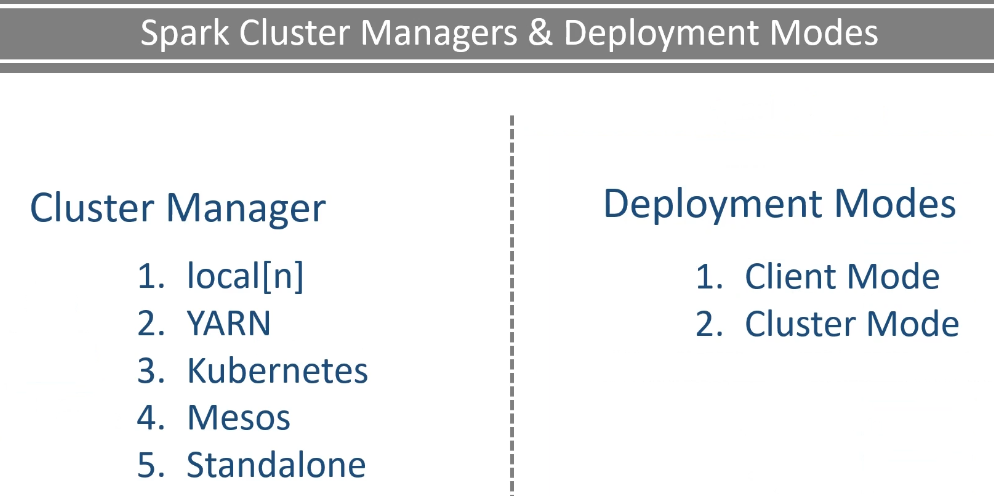 Spark Cluster Managers & Deployment Modes
Cluster Manager
1. local[n]
2. YARN
3. Kubernetes
4. Mesos
5. Standalone
Deployment Modes
1. Client Mode
2. Cluster Mode